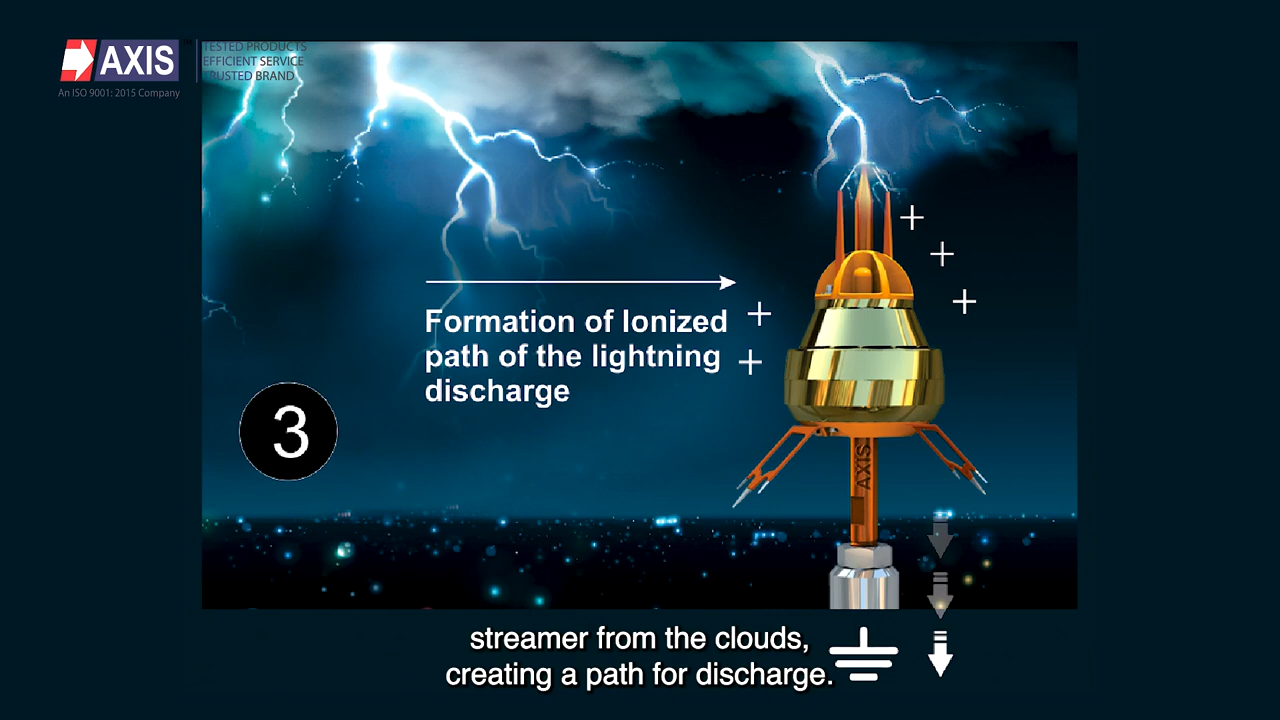 AXIS
TESTED PRODUCTS
EFFICIENT SERVICE
TRUSTED BRAND
An ISO 9001: 2015 Company
Formation of Ionized
path of the lightning
discharge
3
AXIS
streamer from the clouds,
creating a path for discharge.